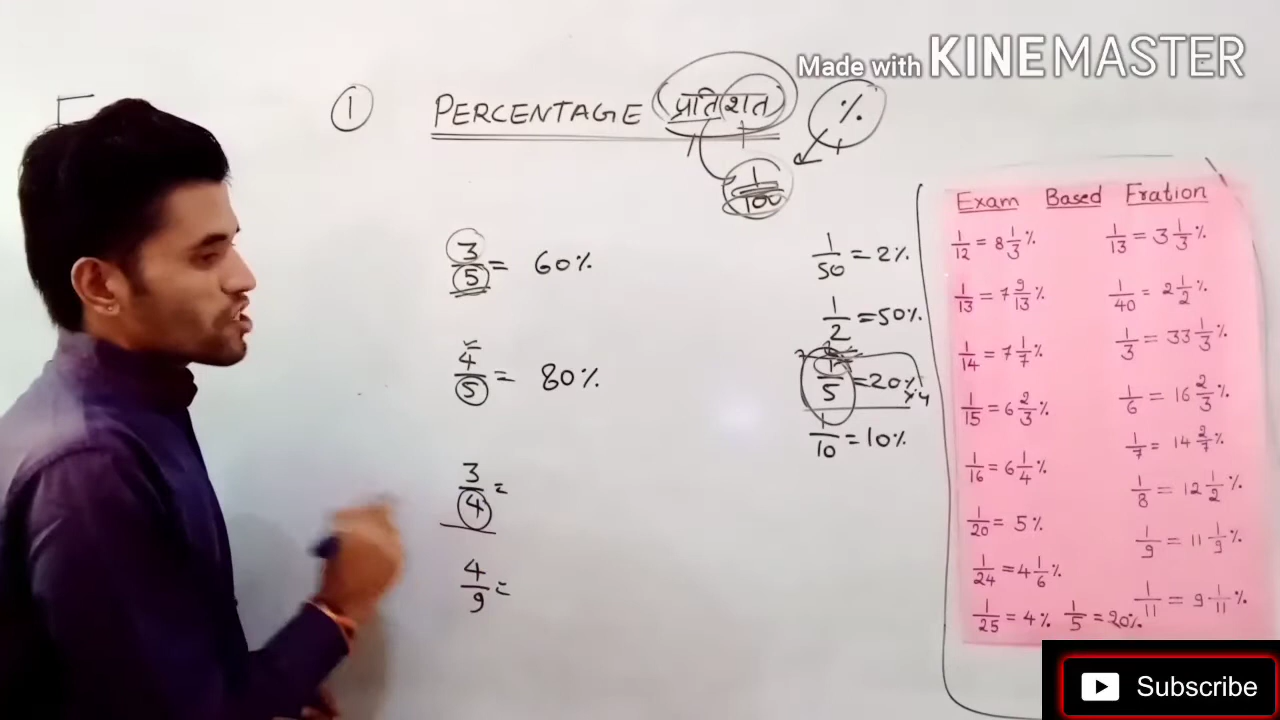 Made with KINEMASTER
① PERCENTAGE प्रतिशत %
1/100
3/5 = 60%
4/5 = 80%
3/4 =
4/9 =
1/50 = 2%
1/2 = 50%
1/5 = 20%
1/10 = 10%
Exam Based Fration
1/12 = 8 1/3%
1/13 = 7 9/13%
1/14 = 7 1/7%
1/15 = 6 2/3%
1/16 = 6 1/4%
1/20 = 5%
1/24 = 4 1/6%
1/25 = 4% 1/5 = 20%
1/13 = 3 1/3%
1/40 = 2 1/2%
1/3 = 33 1/3%
1/6 = 16 2/3%
1/7 = 14 2/7%
1/8 = 12 1/2%
1/9 = 11 1/9%
1/11 = 9 1/11%
Subscribe